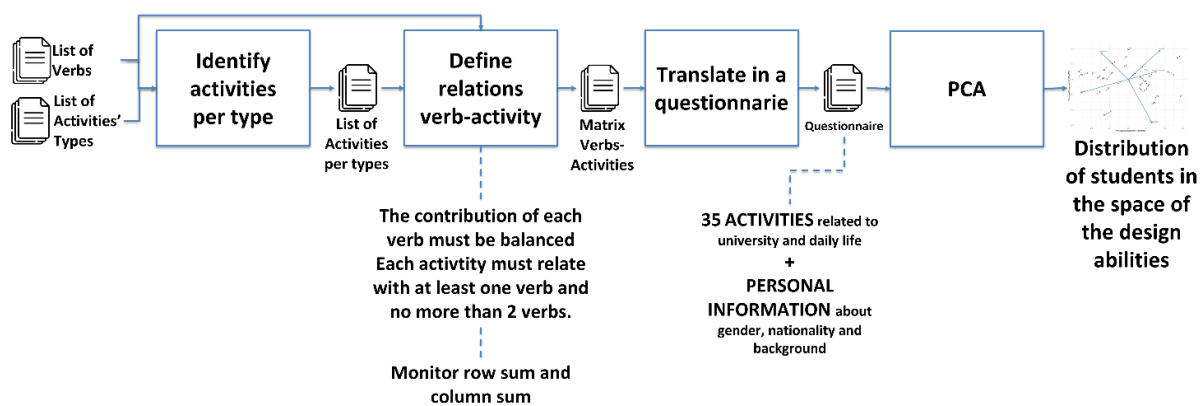 List of
Verbs
List of
Activities'
Types
Identify
activities
per type
List of
Activities
per types
Define
relations
verb-activity
Matrix
Verbs-
Activities
Translate in a
questionnarie
Questionnaire
PCA
Distribution
of students in
the space of
the design
abilities
The contribution of each
verb must be balanced
Each activtity must relate
with at least one verb and
no more than 2 verbs.
Monitor row sum and
column sum
35 ACTIVITIES related to
university and daily life
+
PERSONAL
INFORMATION about
gender, nationality and
background